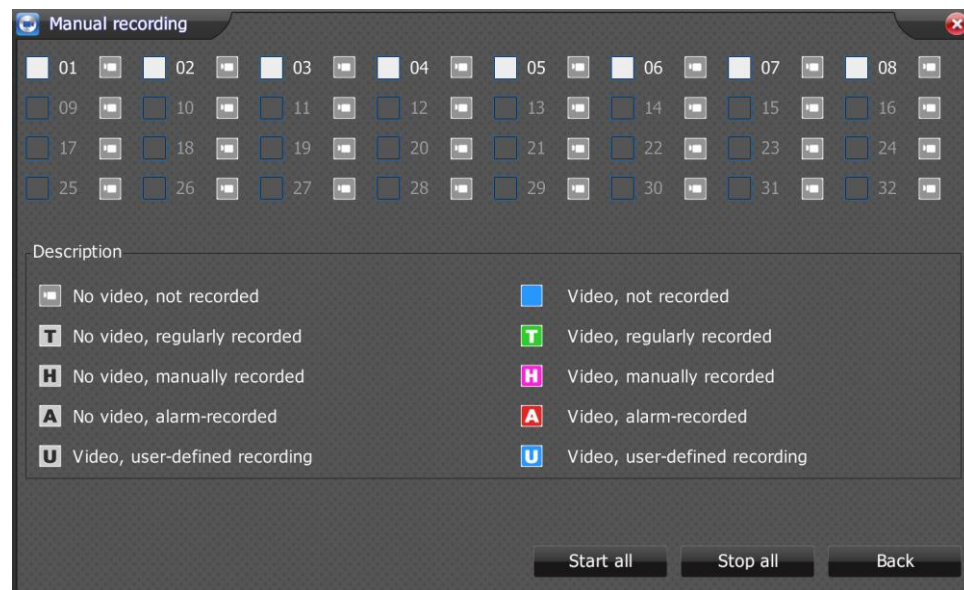 Manual recording
01 02 03 04 05 06 07 08
09 10 11 12 13 14 15 16
17 18 19 20 21 22 23 24
25 26 27 28 29 30 31 32
Description
No video, not recorded Video, not recorded
T No video, regularly recorded T Video, regularly recorded
H No video, manually recorded H Video, manually recorded
A No video, alarm-recorded A Video, alarm-recorded
U Video, user-defined recording U Video, user-defined recording
Start all Stop all Back